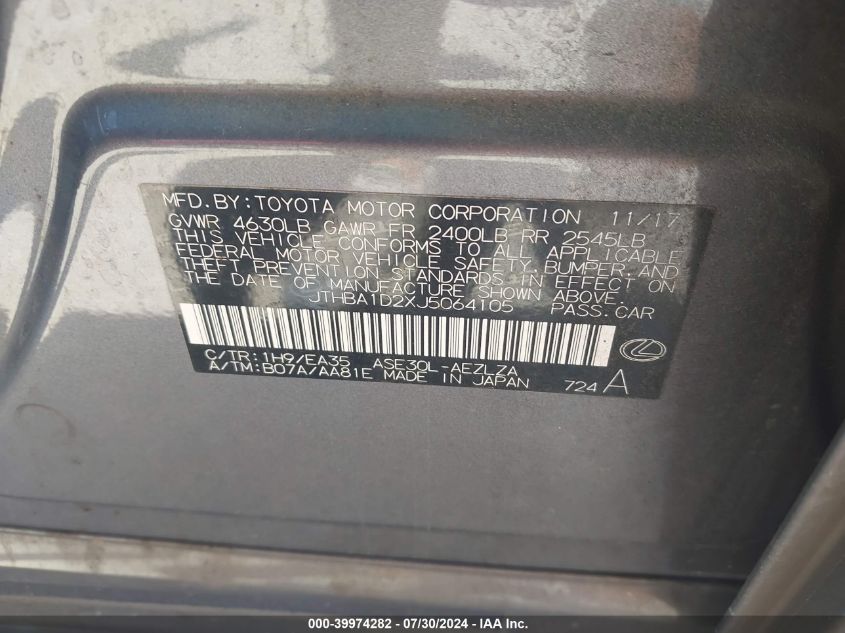 MFD.BY:TOYOTA MOTOR CORPORATION 11/17
GVWR 4630LB GAWR FR 2400LB RR 2545LB
THIS VEHICLE CONFORMS TO ALL APPLICABLE
FEDERAL MOTOR VEHICLE SAFETY, BUMPER, AND
THEFT PREVENTION STANDARDS IN EFFECT ON
THE DATE OF MANUFACTURE SHOWN ABOVE.
JTHBA1D2XJ5064105 PASS.CAR
C/TR:1H9/EA35 ASE30L-AEZLZA
A/TM:B07A/AA81E MADE IN JAPAN 724 A
000-39974282 / 07/30/2024 - IAA Inc.